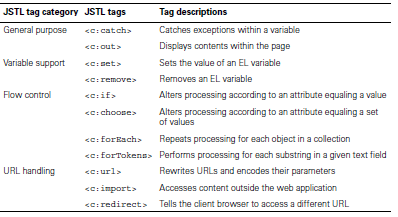 JSTL tag category JSTL tags Tag descriptions
General purpose <c:catch> Catches exceptions within a variable
<c:out> Displays contents within the page
Variable support <c:set> Sets the value of an EL variable
<c:remove> Removes an EL variable
Flow control <c:if> Alters processing according to an attribute equaling a value
<c:choose> Alters processing according to an attribute equaling a set
of values
<c:forEach> Repeats processing for each object in a collection
<c:forTokens> Performs processing for each substring in a given text field
URL handling <c:url> Rewrites URLs and encodes their parameters
<c:import> Accesses content outside the web application
<c:redirect> Tells the client browser to access a different URL